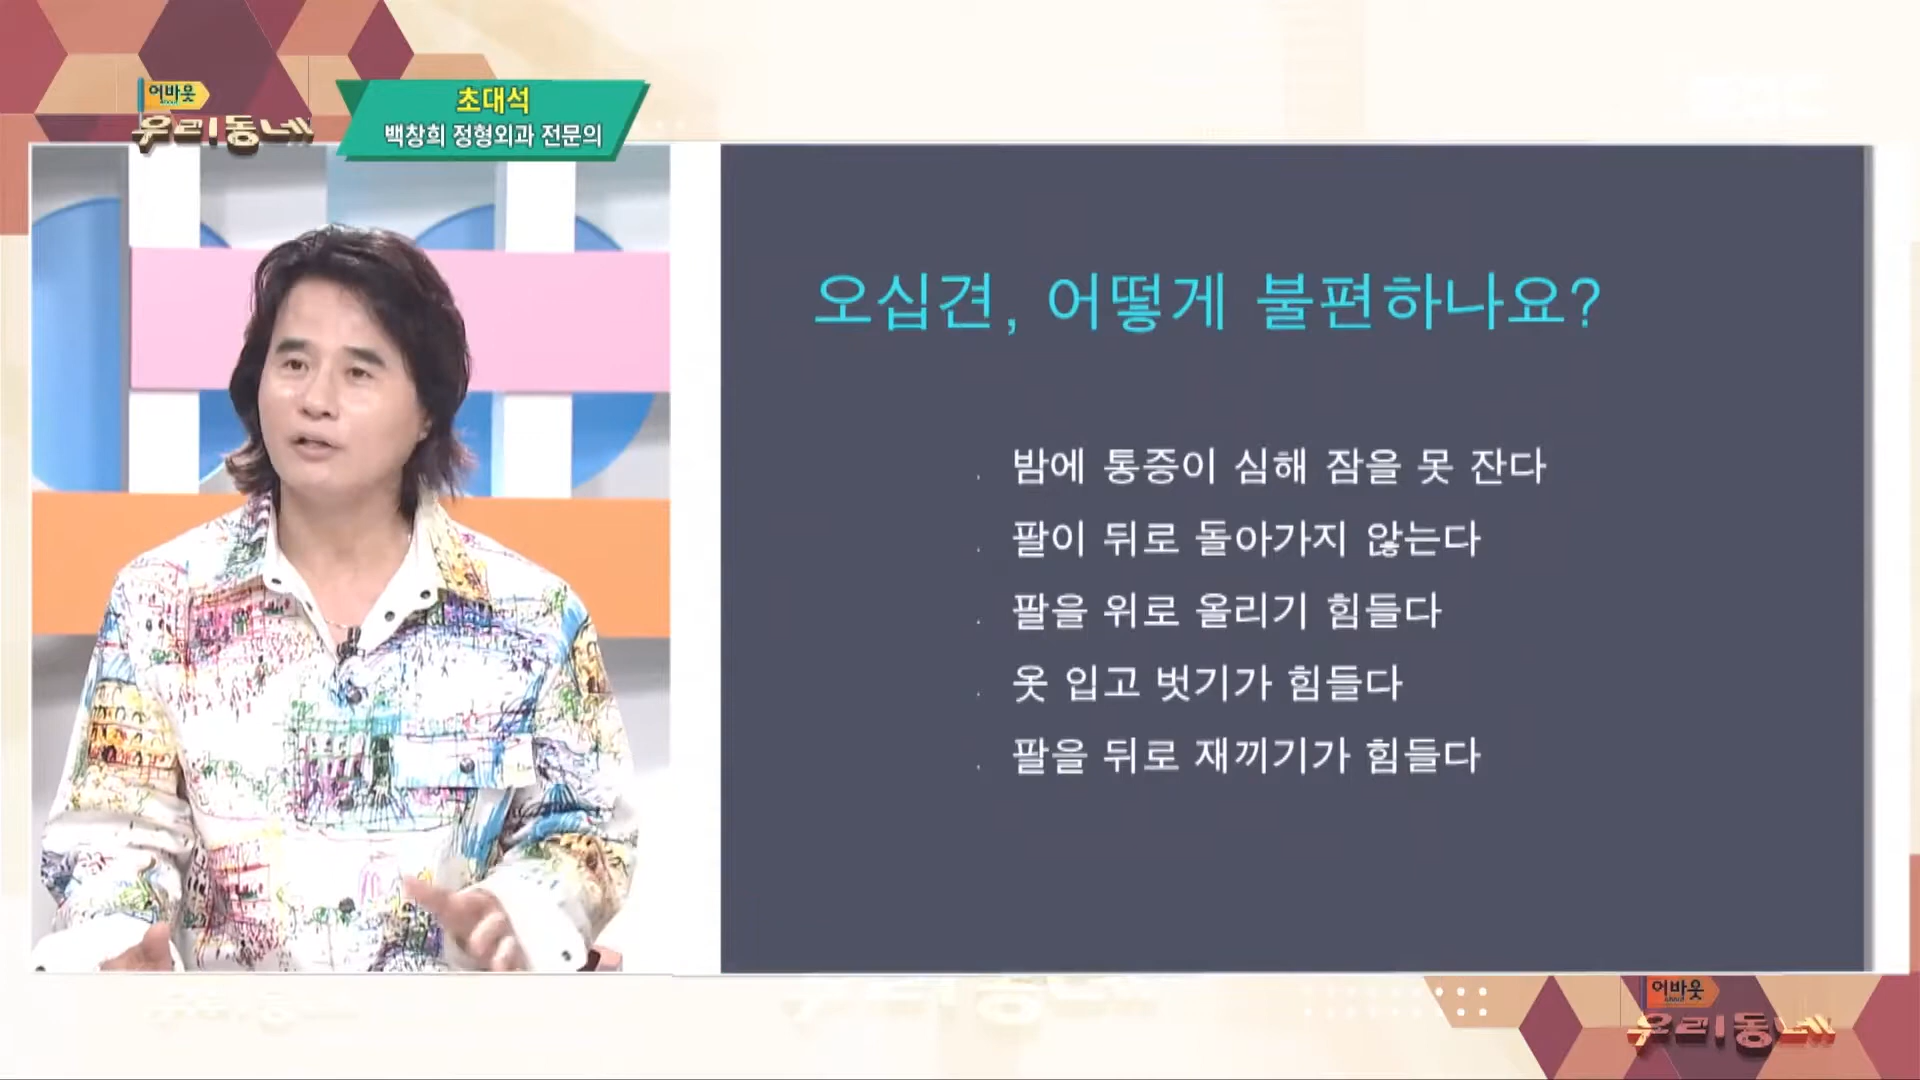 어바웃
우리동네
초대석
백창희 정형외과 전문의
오십견, 어떻게 불편하나요?
. 밤에 통증이 심해 잠을 못 잔다
. 팔이 뒤로 돌아가지 않는다
. 팔을 위로 올리기 힘들다
. 옷 입고 벗기가 힘들다
. 팔을 뒤로 재끼기가 힘들다
어바웃
우리동네